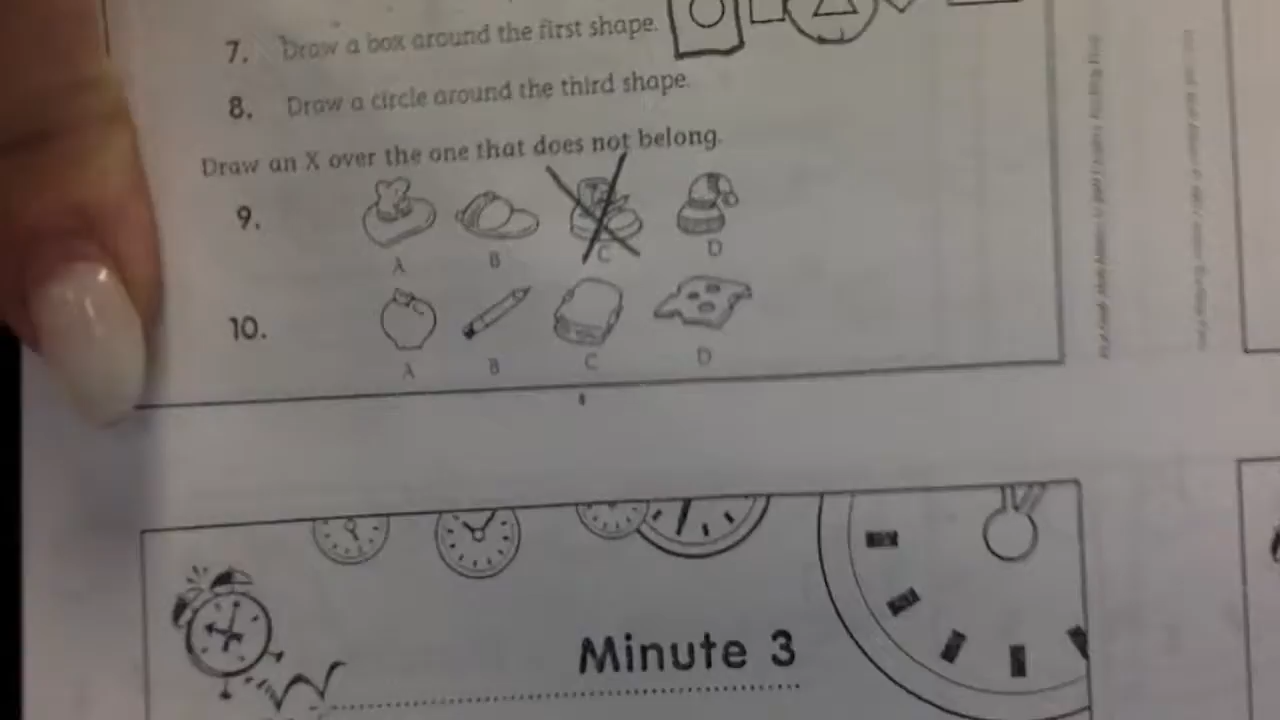 7. Draw a box around the first shape.
8. Draw a circle around the third shape.
Draw an X over the one that does not belong.
9.
A B C D
10.
A B C D
Minute 3